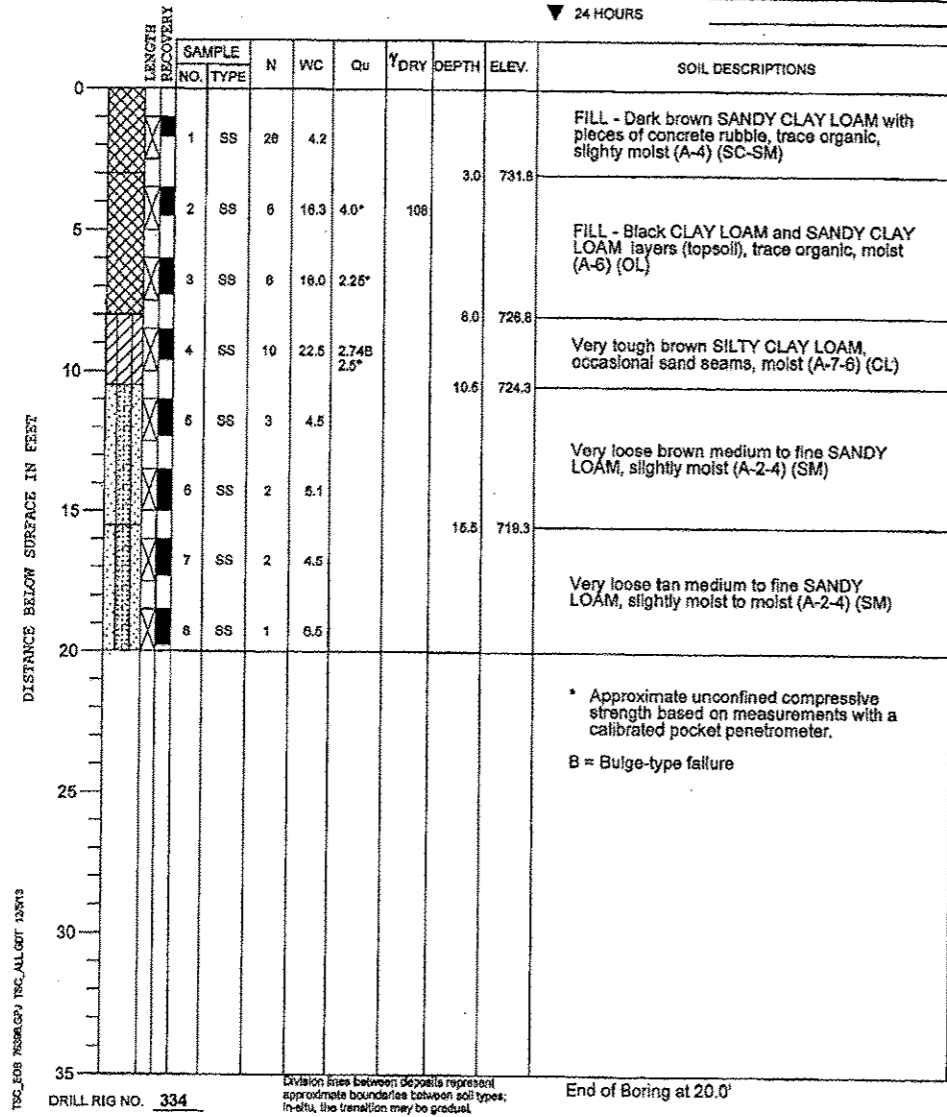 ▼ 24 HOURS
LENGTH
RECOVERY
SAMPLE
NO. TYPE N WC Qu γDRY DEPTH ELEV. SOIL DESCRIPTIONS
0
FILL - Dark brown SANDY CLAY LOAM with
pieces of concrete rubble, trace organic,
slighty moist (A-4) (SC-SM)
1 SS 28 4.2
3.0 731.8
2 SS 6 16.3 4.0* 108
5
FILL - Black CLAY LOAM and SANDY CLAY
LOAM layers (topsoil), trace organic, moist
(A-6) (OL)
3 SS 6 16.0 2.25*
8.0 726.8
4 SS 10 22.5 2.74B
2.5*
Very tough brown SILTY CLAY LOAM,
occasional sand seams, moist (A-7-6) (CL)
10
10.5 724.3
5 SS 3 4.5
Very loose brown medium to fine SANDY
LOAM, slightly moist (A-2-4) (SM)
6 SS 2 5.1
15
15.5 719.3
7 SS 2 4.5
Very loose tan medium to fine SANDY
LOAM, slightly moist to moist (A-2-4) (SM)
8 SS 1 6.5
20
* Approximate unconfined compressive
strength based on measurements with a
calibrated pocket penetrometer.
B = Bulge-type failure
25
30
35
DISTANCE BELOW SURFACE IN FEET
TSC_ALL.GDT 12/5/13
DRILL RIG NO. 334
Division lines between deposits represent
approximate boundaries between soil types;
in-situ, the transition may be gradual.
End of Boring at 20.0'